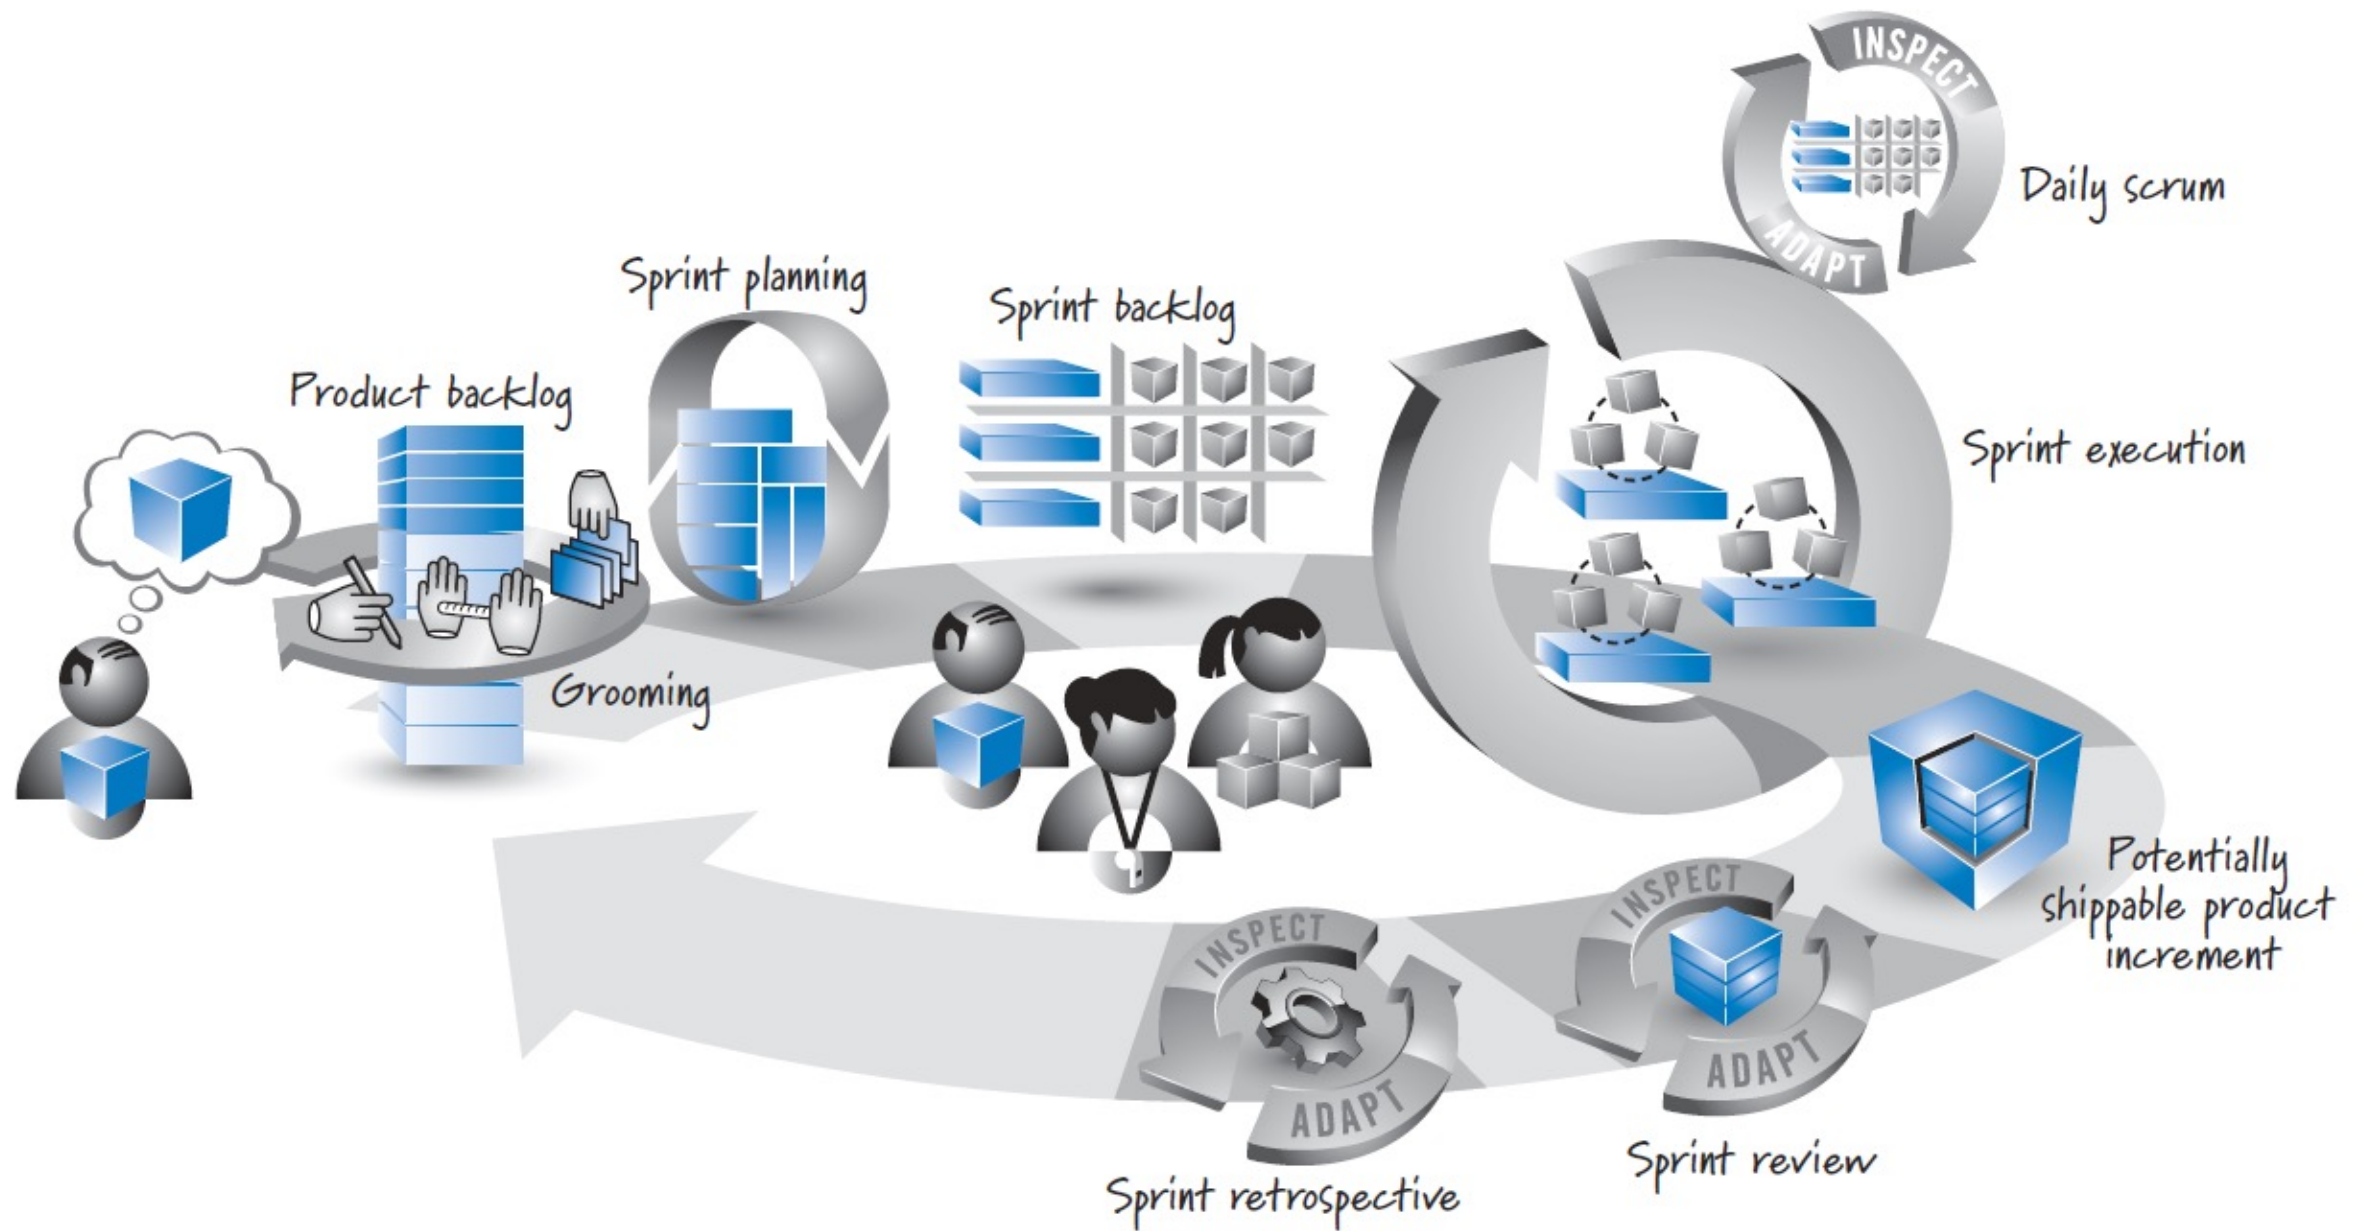 INSPECT
ADAPT
Daily scrum
Sprint planning
Sprint backlog
Product backlog
Sprint execution
Grooming
Potentially
shippable product
increment
INSPECT
ADAPT
Sprint review
INSPECT
ADAPT
Sprint retrospective